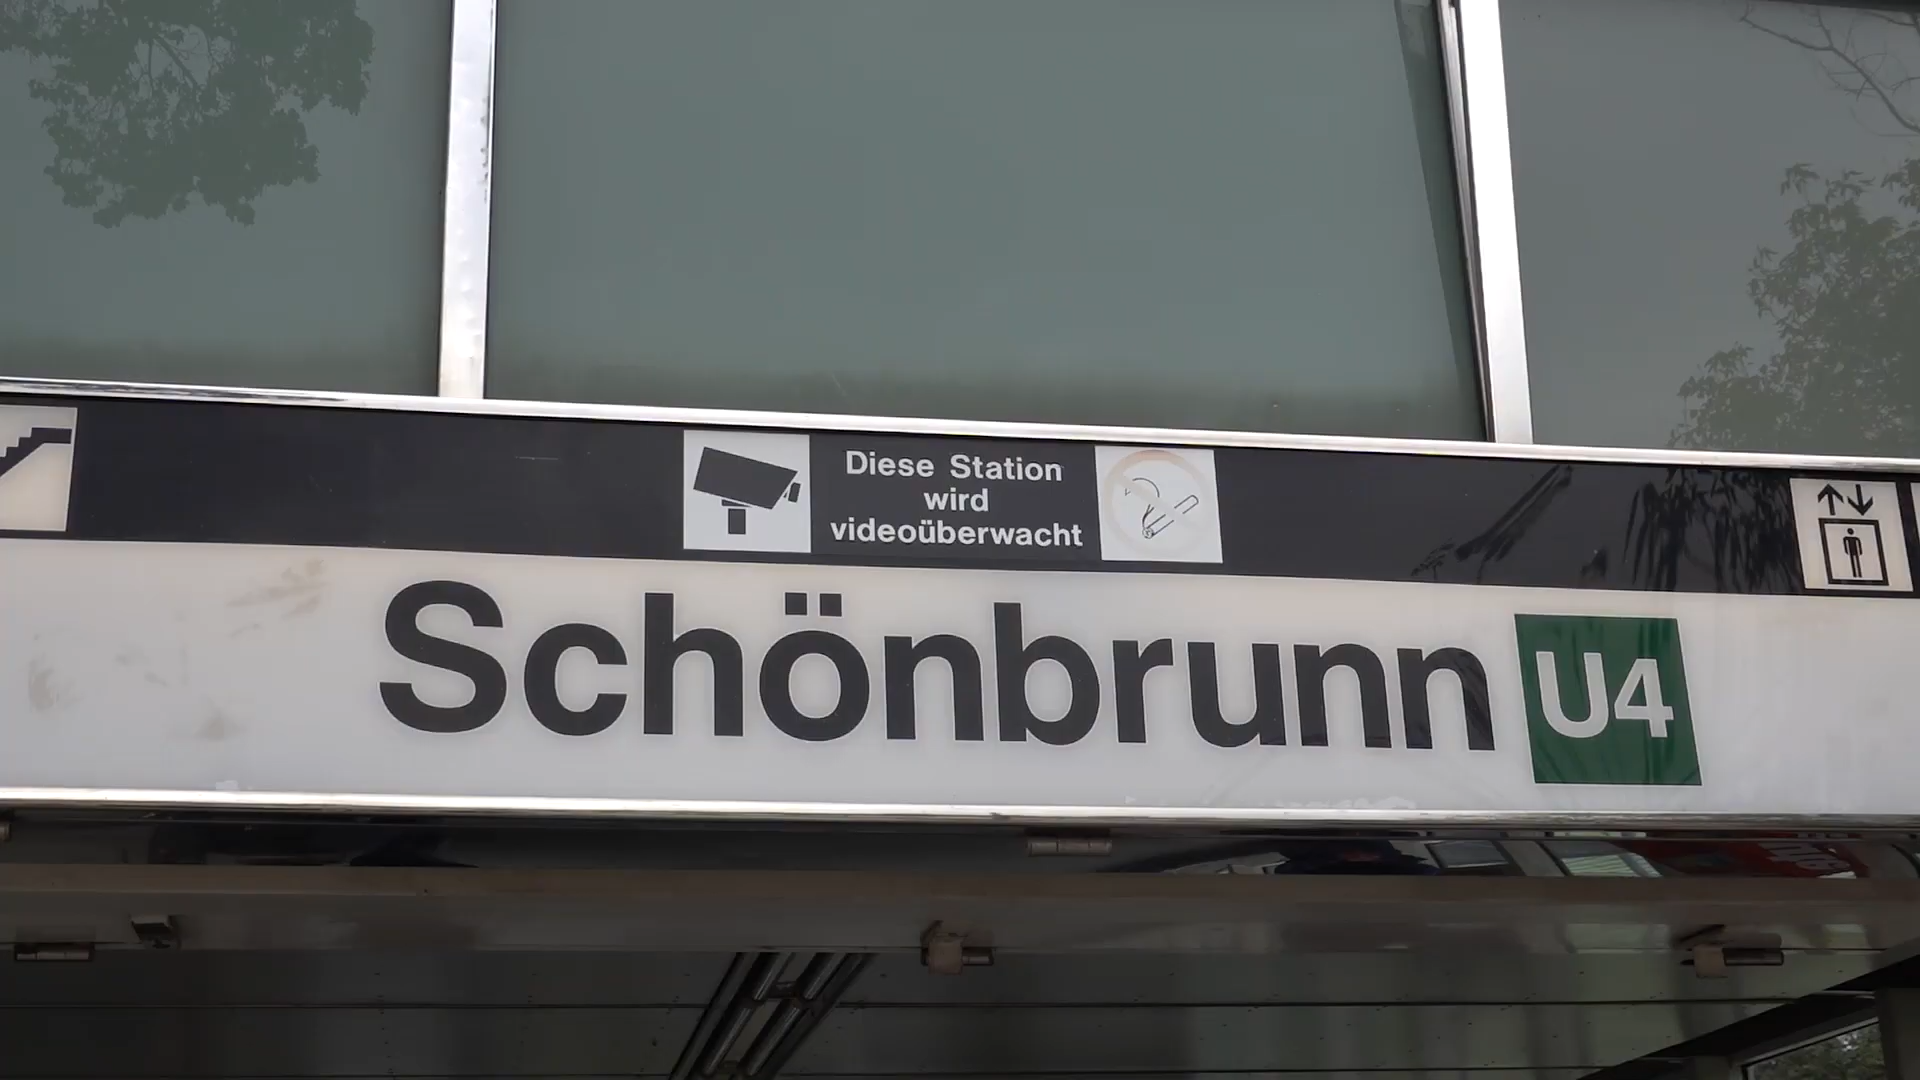 Diese Station
wird
videoüberwacht
Schönbrunn U4